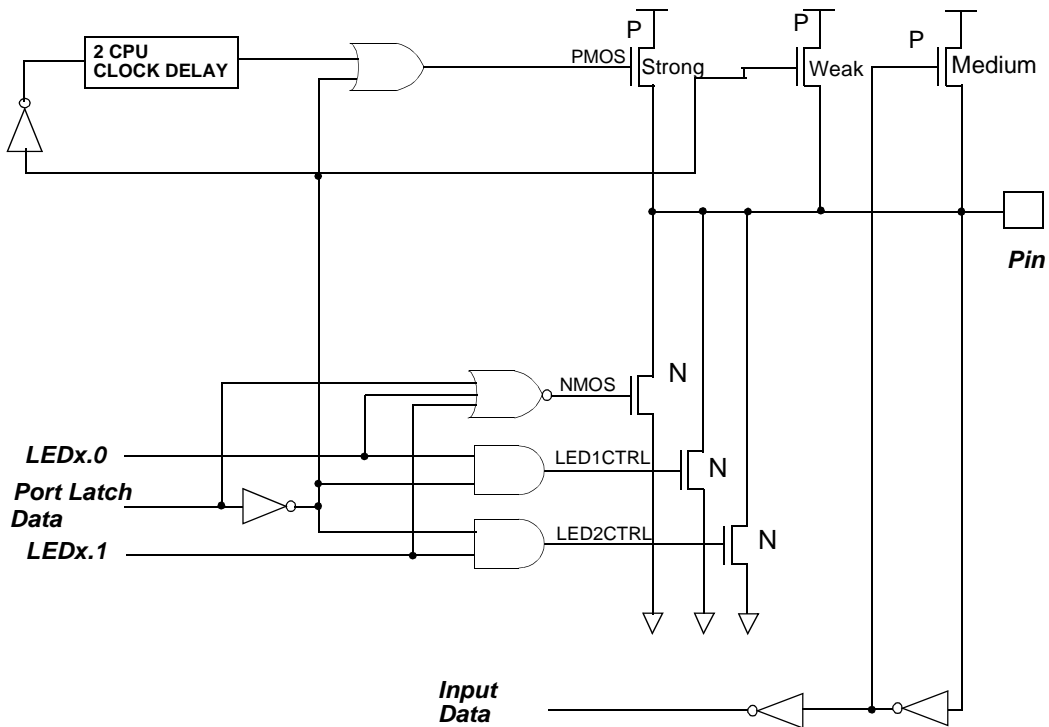 2 CPU
CLOCK DELAY
PMOS
P
Strong
P
Weak
P
Medium
Pin
NMOS
N
LEDx.0
LED1CTRL
N
Port Latch
Data
LEDx.1
LED2CTRL
N
Input
Data